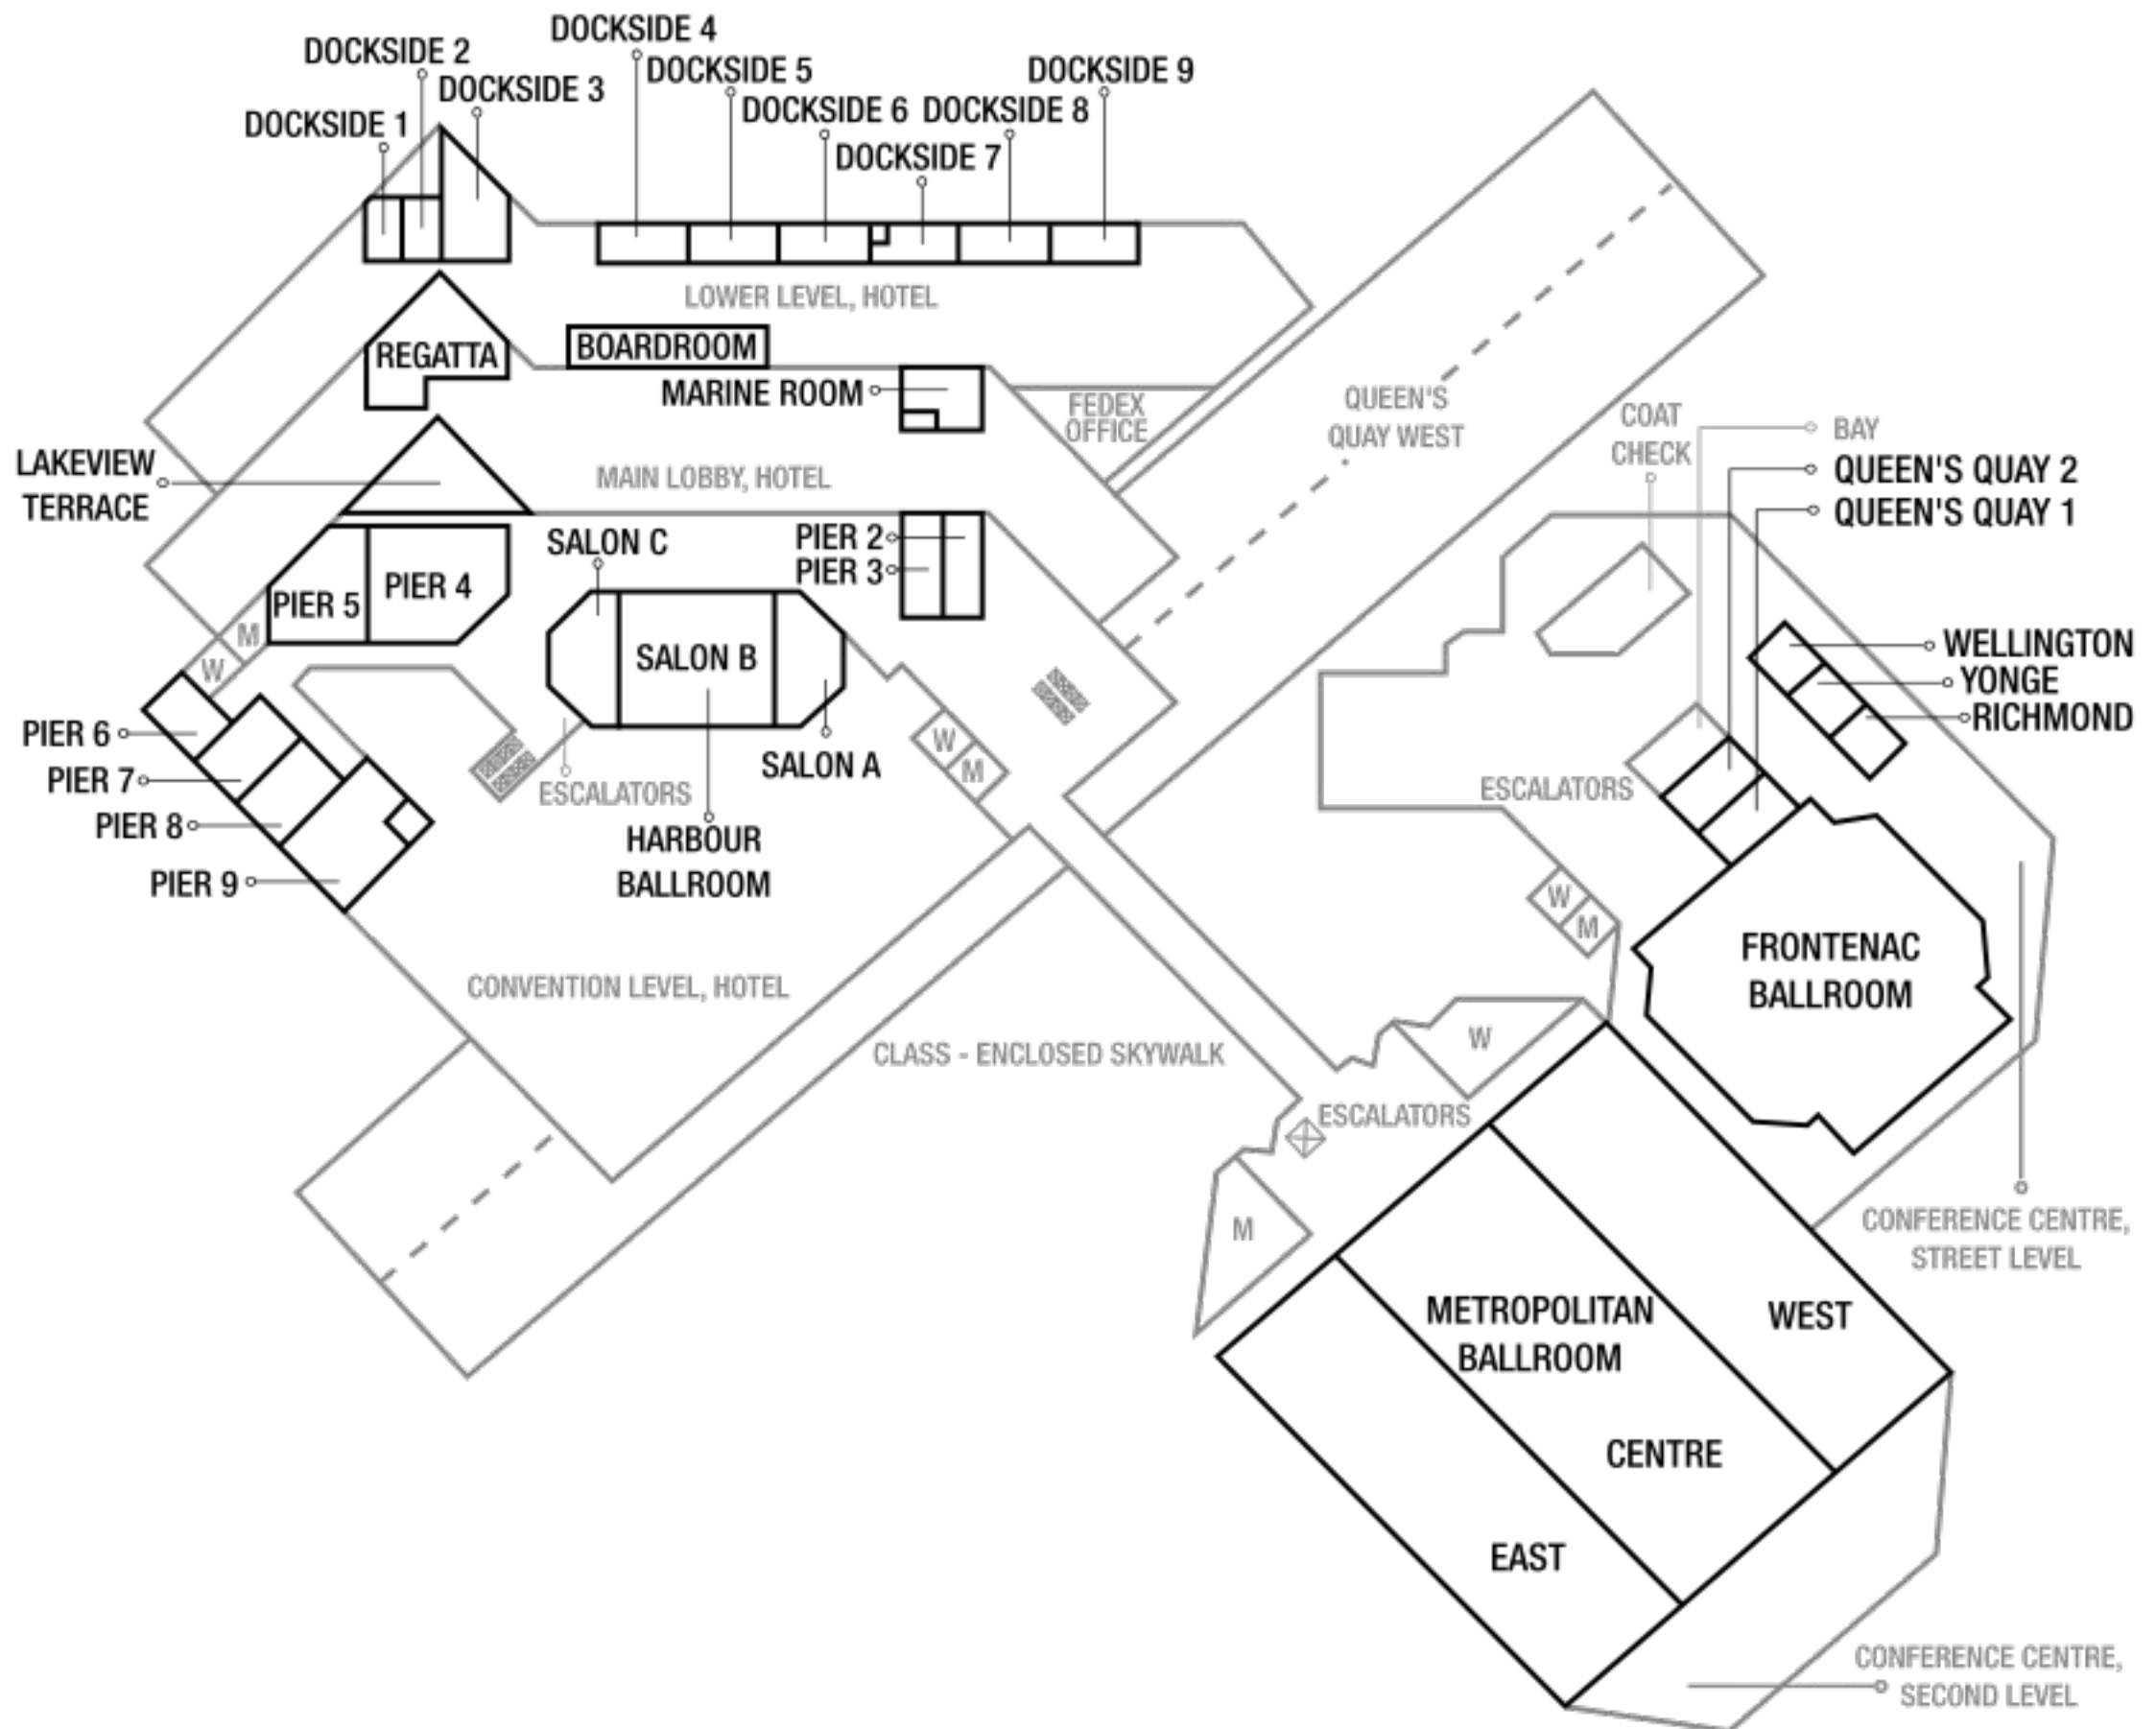 DOCKSIDE 4
DOCKSIDE 2
DOCKSIDE 5
DOCKSIDE 9
DOCKSIDE 3
DOCKSIDE 6
DOCKSIDE 8
DOCKSIDE 1
DOCKSIDE 7
LOWER LEVEL, HOTEL
REGATTA
BOARDROOM
MARINE ROOM
FEDEX
OFFICE
QUEEN'S
QUAY WEST
COAT
CHECK
BAY
QUEEN'S QUAY 2
QUEEN'S QUAY 1
LAKEVIEW
TERRACE
MAIN LOBBY, HOTEL
SALON C
PIER 2
PIER 3
PIER 5
PIER 4
M
W
SALON B
WELLINGTON
YONGE
RICHMOND
PIER 6
PIER 7
PIER 8
PIER 9
W
M
SALON A
ESCALATORS
HARBOUR
BALLROOM
ESCALATORS
W
M
FRONTENAC
BALLROOM
CONVENTION LEVEL, HOTEL
CLASS - ENCLOSED SKYWALK
W
ESCALATORS
M
CONFERENCE CENTRE,
STREET LEVEL
METROPOLITAN
BALLROOM
WEST
CENTRE
EAST
CONFERENCE CENTRE,
SECOND LEVEL